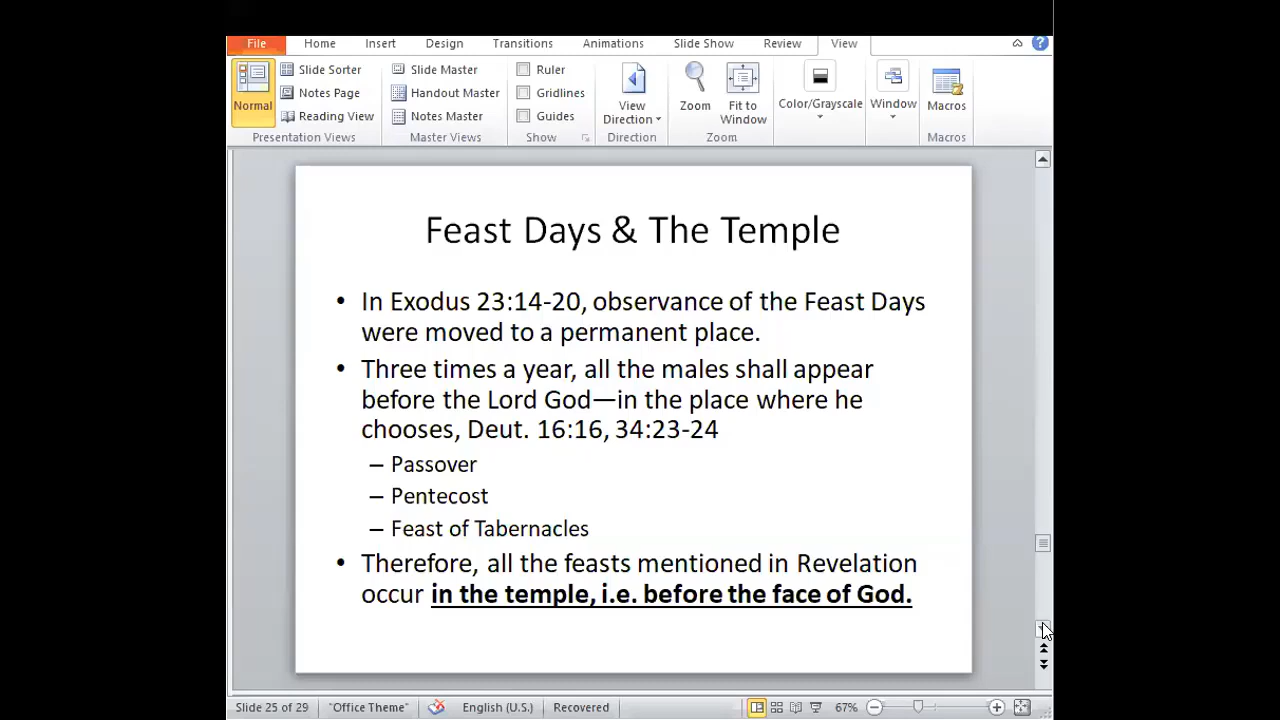 File Home Insert Design Transitions Animations Slide Show Review View
Slide Sorter Slide Master Ruler
Notes Page Handout Master Gridlines
Normal Reading View Notes Master Guides View Direction Zoom Fit to Window Color/Grayscale Window Macros
Presentation Views Master Views Show Direction Zoom Macros
Feast Days & The Temple
• In Exodus 23:14-20, observance of the Feast Days
were moved to a permanent place.
• Three times a year, all the males shall appear
before the Lord God—in the place where he
chooses, Deut. 16:16, 34:23-24
– Passover
– Pentecost
– Feast of Tabernacles
• Therefore, all the feasts mentioned in Revelation
occur in the temple, i.e. before the face of God.
Slide 25 of 29 "Office Theme" English (U.S.) Recovered 67%